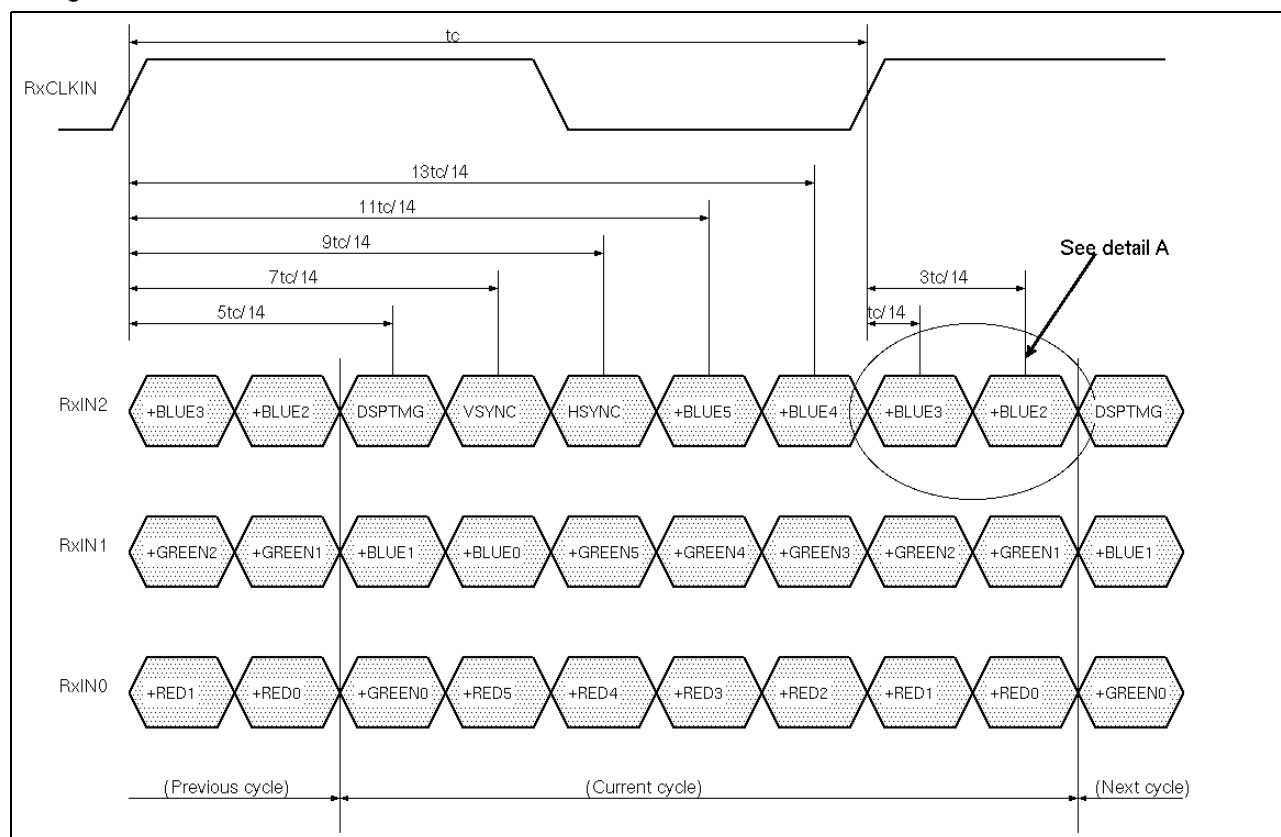 tc
RxCLKIN
13tc/14
11tc/14
9tc/14
7tc/14
5tc/14
See detail A
3tc/14
tc/14
RxIN2 +BLUE3 +BLUE2 DSPTMG VSYNC HSYNC +BLUE5 +BLUE4 +BLUE3 +BLUE2 DSPTMG
RxIN1 +GREEN2 +GREEN1 +BLUE1 +BLUE0 +GREEN5 +GREEN4 +GREEN3 +GREEN2 +GREEN1 +BLUE1
RxIN0 +RED1 +RED0 +GREEN0 +RED5 +RED4 +RED3 +RED2 +RED1 +RED0 +GREEN0
(Previous cycle) (Current cycle) (Next cycle)